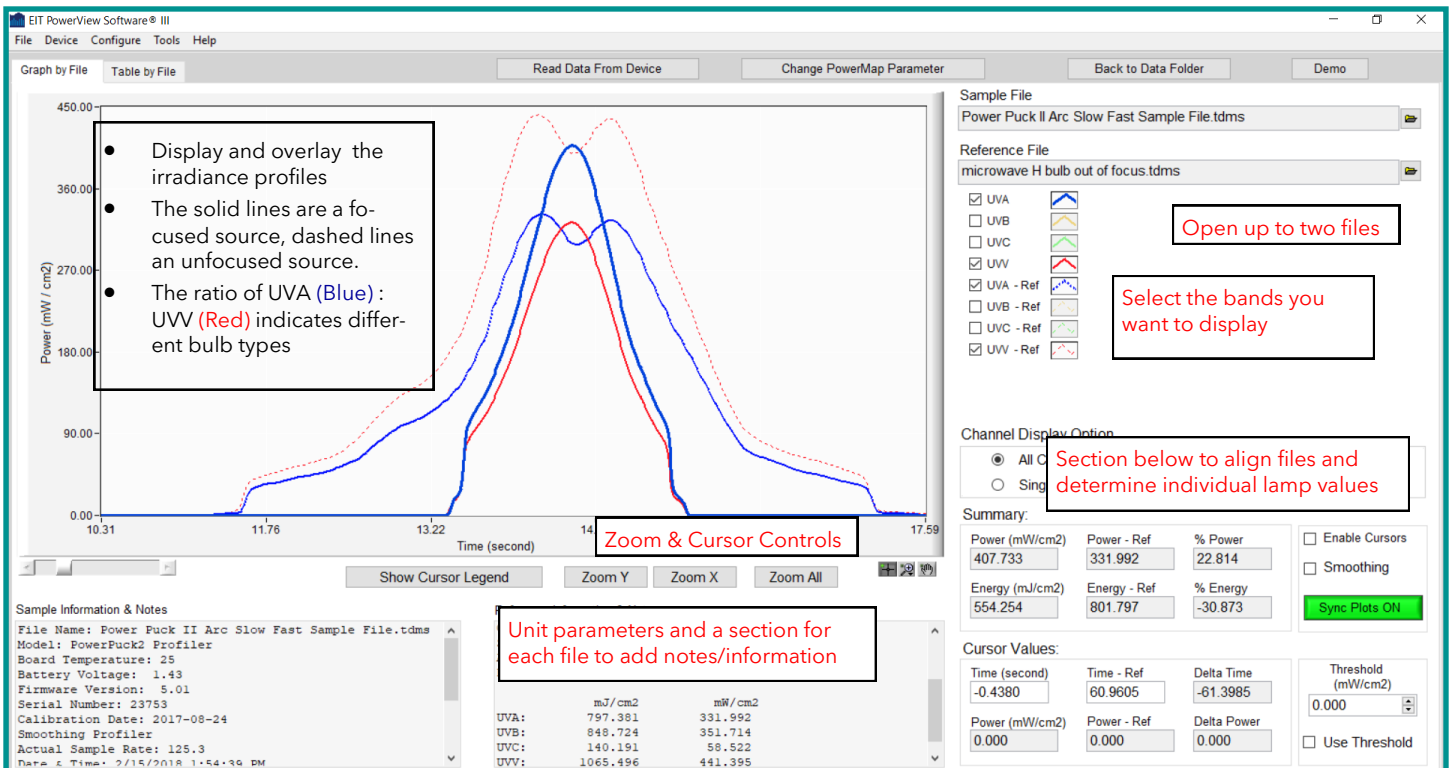 EIT PowerView Software® III
File Device Configure Tools Help
Graph by File Table by File Read Data From Device Change PowerMap Parameter Back to Data Folder Demo
450.00
360.00
270.00
180.00
90.00
0.00
Power (mW / cm2)
• Display and overlay the
irradiance profiles
• The solid lines are a fo-
cused source, dashed lines
an unfocused source.
• The ratio of UVA (Blue) :
UVV (Red) indicates differ-
ent bulb types
10.31 11.76 13.22 14. 17.59
Time (second)
Zoom & Cursor Controls
Show Cursor Legend Zoom Y Zoom X Zoom All
Sample File
Power Puck II Arc Slow Fast Sample File.tdms
Reference File
microwave H bulb out of focus.tdms
UVA
UVB
UVC
UVV
UVA - Ref
UVB - Ref
UVC - Ref
UVV - Ref
Open up to two files
Select the bands you
want to display
Channel Display Option
All C
Sing
Section below to align files and
determine individual lamp values
Summary:
Power (mW/cm2) Power - Ref % Power
407.733 331.992 22.814
Energy (mJ/cm2) Energy - Ref % Energy
554.254 801.797 -30.873
Enable Cursors
Smoothing
Sync Plots ON
Cursor Values:
Time (second) Time - Ref Delta Time
-0.4380 60.9605 -61.3985
Power (mW/cm2) Power - Ref Delta Power
0.000 0.000 0.000
Threshold
(mW/cm2)
0.000
Use Threshold
Sample Information & Notes
File Name: Power Puck II Arc Slow Fast Sample File.tdms
Model: PowerPuck2 Profiler
Board Temperature: 25
Battery Voltage: 1.43
Firmware Version: 5.01
Serial Number: 23753
Calibration Date: 2017-08-24
Smoothing Profiler
Actual Sample Rate: 125.3
Date & Time: 2/15/2018 1:54:39 PM
Unit parameters and a section for
each file to add notes/information
mJ/cm2 mW/cm2
UVA: 797.381 331.992
UVB: 848.724 351.714
UVC: 140.191 58.522
UVV: 1065.496 441.395